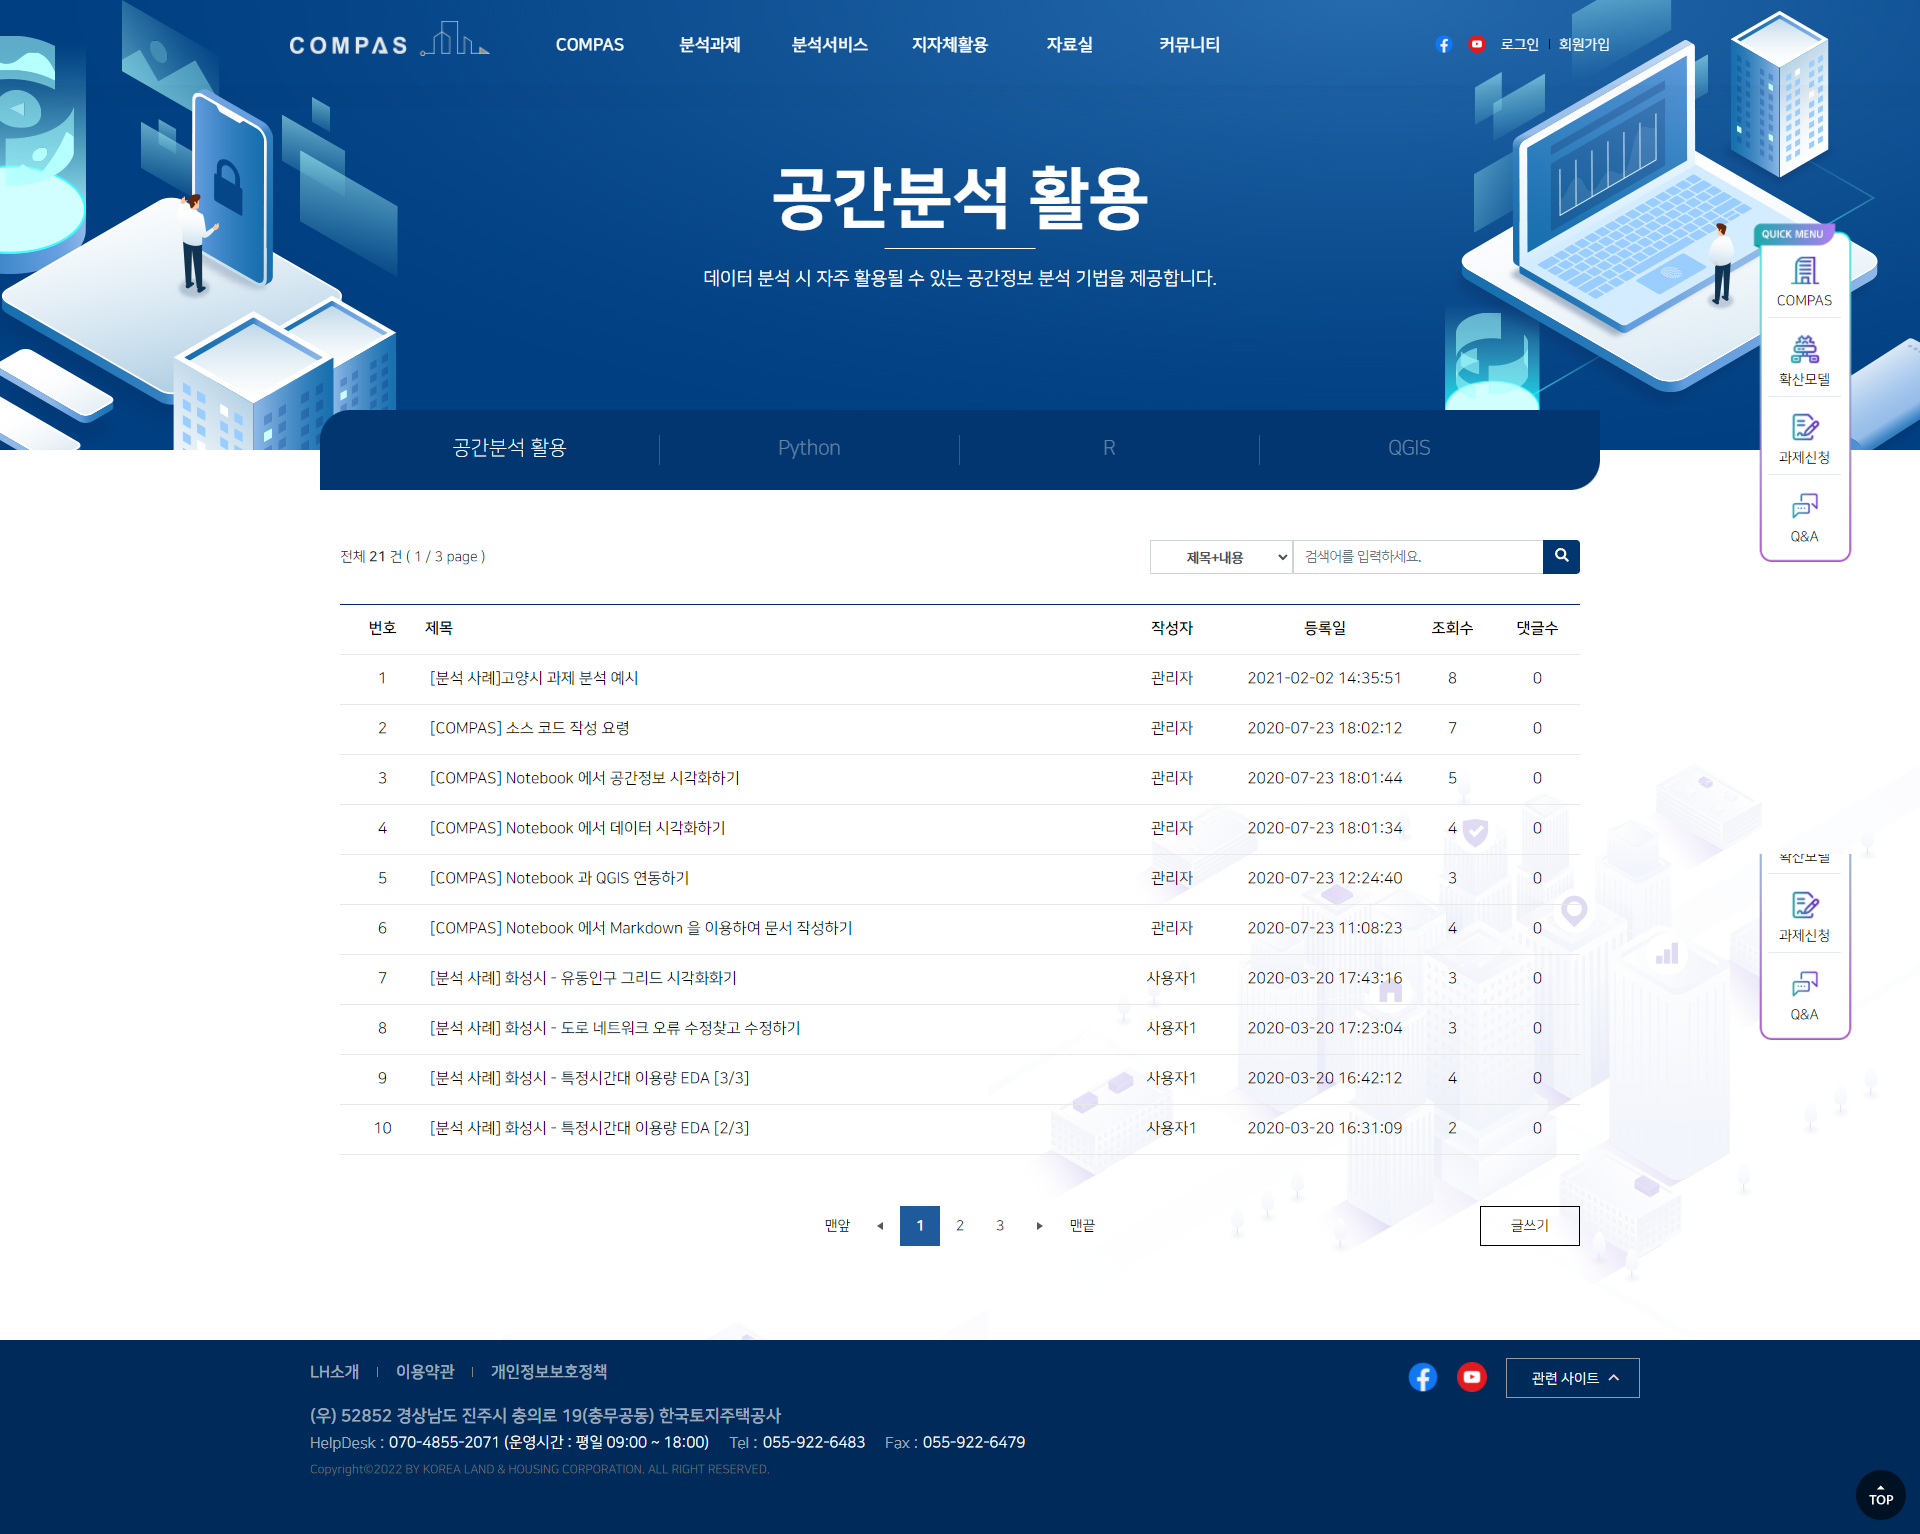 COMPAS
COMPAS 분석과제 분석서비스 지자체활용 자료실 커뮤니티
로그인 회원가입
공간분석 활용
데이터 분석 시 자주 활용될 수 있는 공간정보 분석 기법을 제공합니다.
QUICK MENU
COMPAS
확산모델
과제신청
Q&A
공간분석 활용 Python R QGIS
전체 21 건 ( 1 / 3 page )
제목+내용 검색어를 입력하세요.
번호 제목 작성자 등록일 조회수 댓글수
1 [분석 사례]고양시 과제 분석 예시 관리자 2021-02-02 14:35:51 8 0
2 [COMPAS] 소스 코드 작성 요령 관리자 2020-07-23 18:02:12 7 0
3 [COMPAS] Notebook 에서 공간정보 시각화하기 관리자 2020-07-23 18:01:44 5 0
4 [COMPAS] Notebook 에서 데이터 시각화하기 관리자 2020-07-23 18:01:34 4 0
5 [COMPAS] Notebook 과 QGIS 연동하기 관리자 2020-07-23 12:24:40 3 0
6 [COMPAS] Notebook 에서 Markdown 을 이용하여 문서 작성하기 관리자 2020-07-23 11:08:23 4 0
7 [분석 사례] 화성시 - 유동인구 그리드 시각화화기 사용자1 2020-03-20 17:43:16 3 0
8 [분석 사례] 화성시 - 도로 네트워크 오류 수정찾고 수정하기 사용자1 2020-03-20 17:23:04 3 0
9 [분석 사례] 화성시 - 특정시간대 이용량 EDA [3/3] 사용자1 2020-03-20 16:42:12 4 0
10 [분석 사례] 화성시 - 특정시간대 이용량 EDA [2/3] 사용자1 2020-03-20 16:31:09 2 0
확산모델
과제신청
Q&A
맨앞 1 2 3 맨끝
글쓰기
LH소개 이용약관 개인정보보호정책
관련 사이트
(우) 52852 경상남도 진주시 충의로 19(충무공동) 한국토지주택공사
HelpDesk : 070-4855-2071 (운영시간 : 평일 09:00 ~ 18:00) Tel : 055-922-6483 Fax : 055-922-6479
Copyright©2022 BY KOREA LAND & HOUSING CORPORATION. ALL RIGHT RESERVED.
TOP